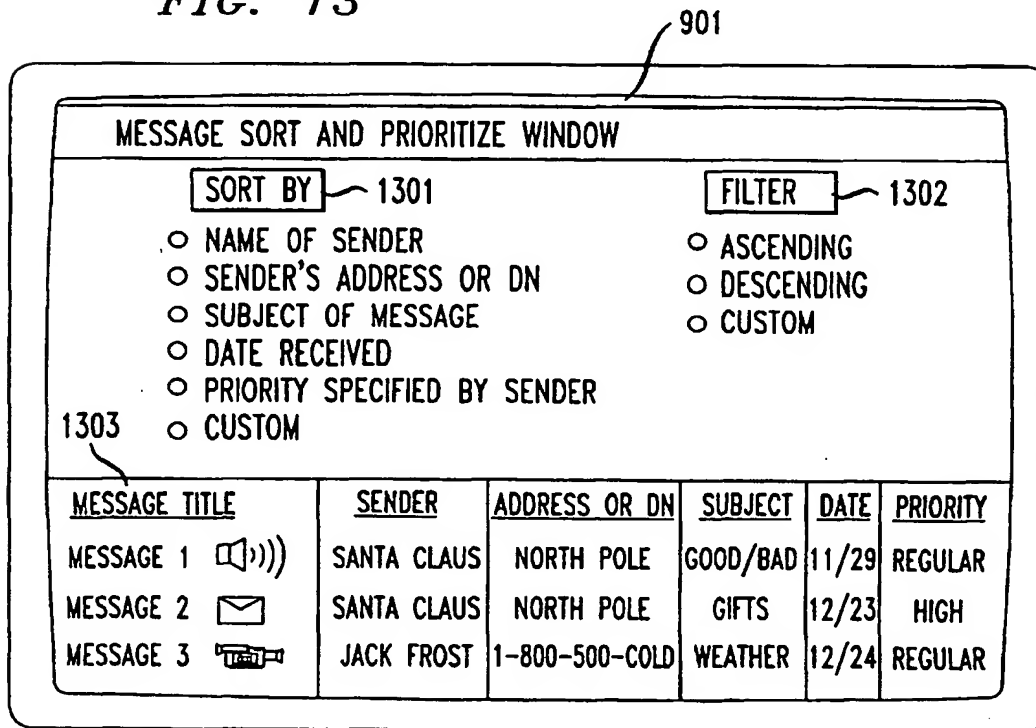 FIG. 13
901
MESSAGE SORT AND PRIORITIZE WINDOW
SORT BY 1301
FILTER 1302
NAME OF SENDER
SENDER'S ADDRESS OR DN
SUBJECT OF MESSAGE
DATE RECEIVED
PRIORITY SPECIFIED BY SENDER
CUSTOM
ASCENDING
DESCENDING
CUSTOM
1303
MESSAGE TITLE SENDER ADDRESS OR DN SUBJECT DATE PRIORITY
MESSAGE 1 SANTA CLAUS NORTH POLE GOOD/BAD 11/29 REGULAR
MESSAGE 2 SANTA CLAUS NORTH POLE GIFTS 12/23 HIGH
MESSAGE 3 JACK FROST 1-800-500-COLD WEATHER 12/24 REGULAR